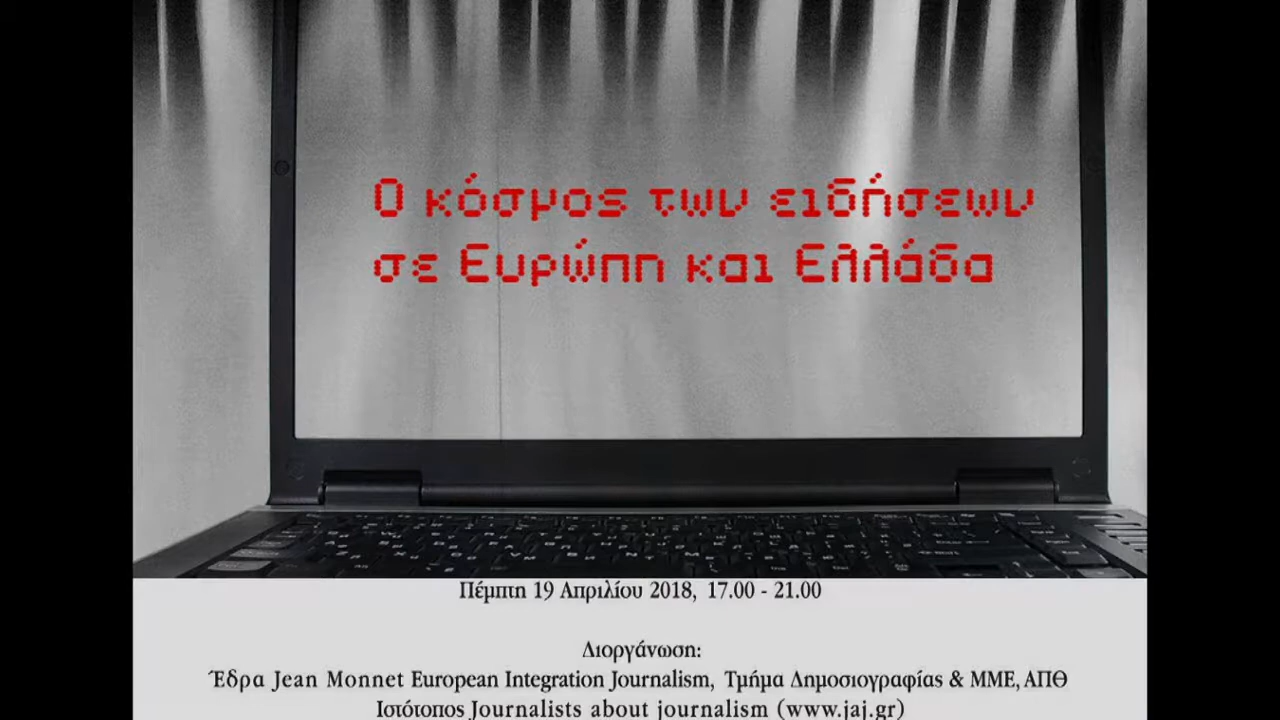 Ο κόσμος των ειδήσεων
σε Ευρώπη και Ελλάδα
Πέμπτη 19 Απριλίου 2018, 17.00 - 21.00
Διοργάνωση:
Έδρα Jean Monnet European Integration Journalism, Τμήμα Δημοσιογραφίας & ΜΜΕ, ΑΠΘ
Ιστότοπος Journalists about journalism (www.jaj.gr)